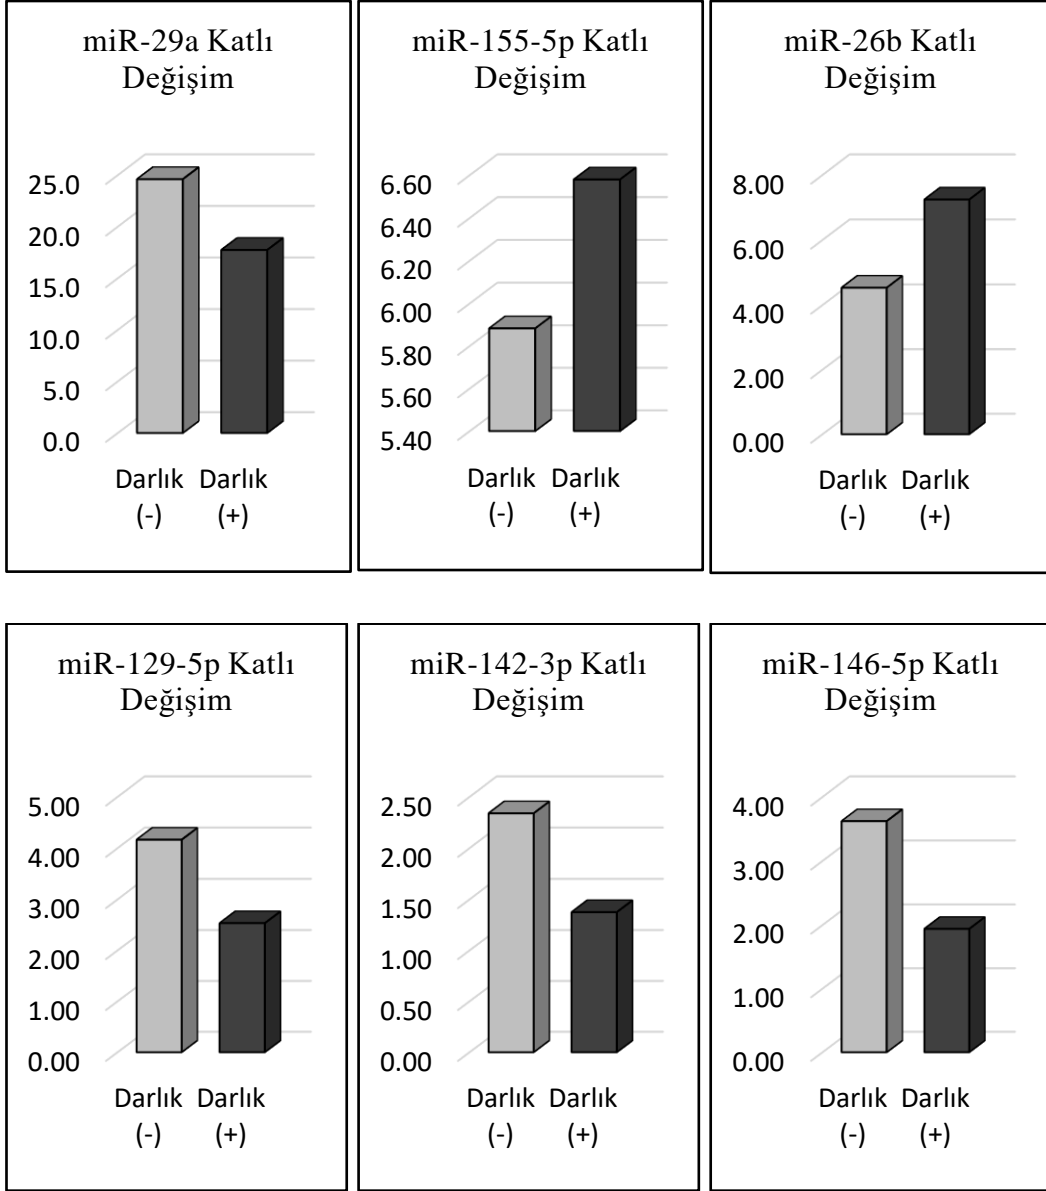 miR-29a Katlı
Değişim
25.0
20.0
15.0
10.0
5.0
0.0
Darlık Darlık
(-) (+)
miR-155-5p Katlı
Değişim
6.60
6.40
6.20
6.00
5.80
5.60
5.40
Darlık Darlık
(-) (+)
miR-26b Katlı
Değişim
8.00
6.00
4.00
2.00
0.00
Darlık Darlık
(-) (+)
miR-129-5p Katlı
Değişim
5.00
4.00
3.00
2.00
1.00
0.00
Darlık Darlık
(-) (+)
miR-142-3p Katlı
Değişim
2.50
2.00
1.50
1.00
0.50
0.00
Darlık Darlık
(-) (+)
miR-146-5p Katlı
Değişim
4.00
3.00
2.00
1.00
0.00
Darlık Darlık
(-) (+)